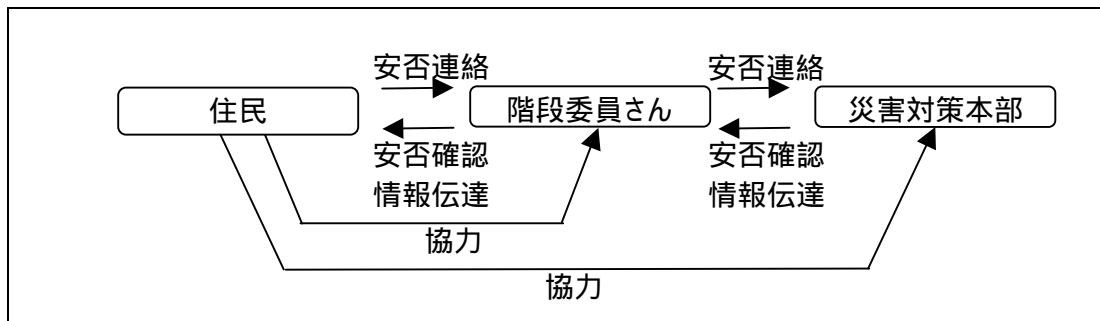 安否連絡
安否連絡
住民
階段委員さん
災害対策本部
安否確認
情報伝達
安否確認
情報伝達
協力
協力